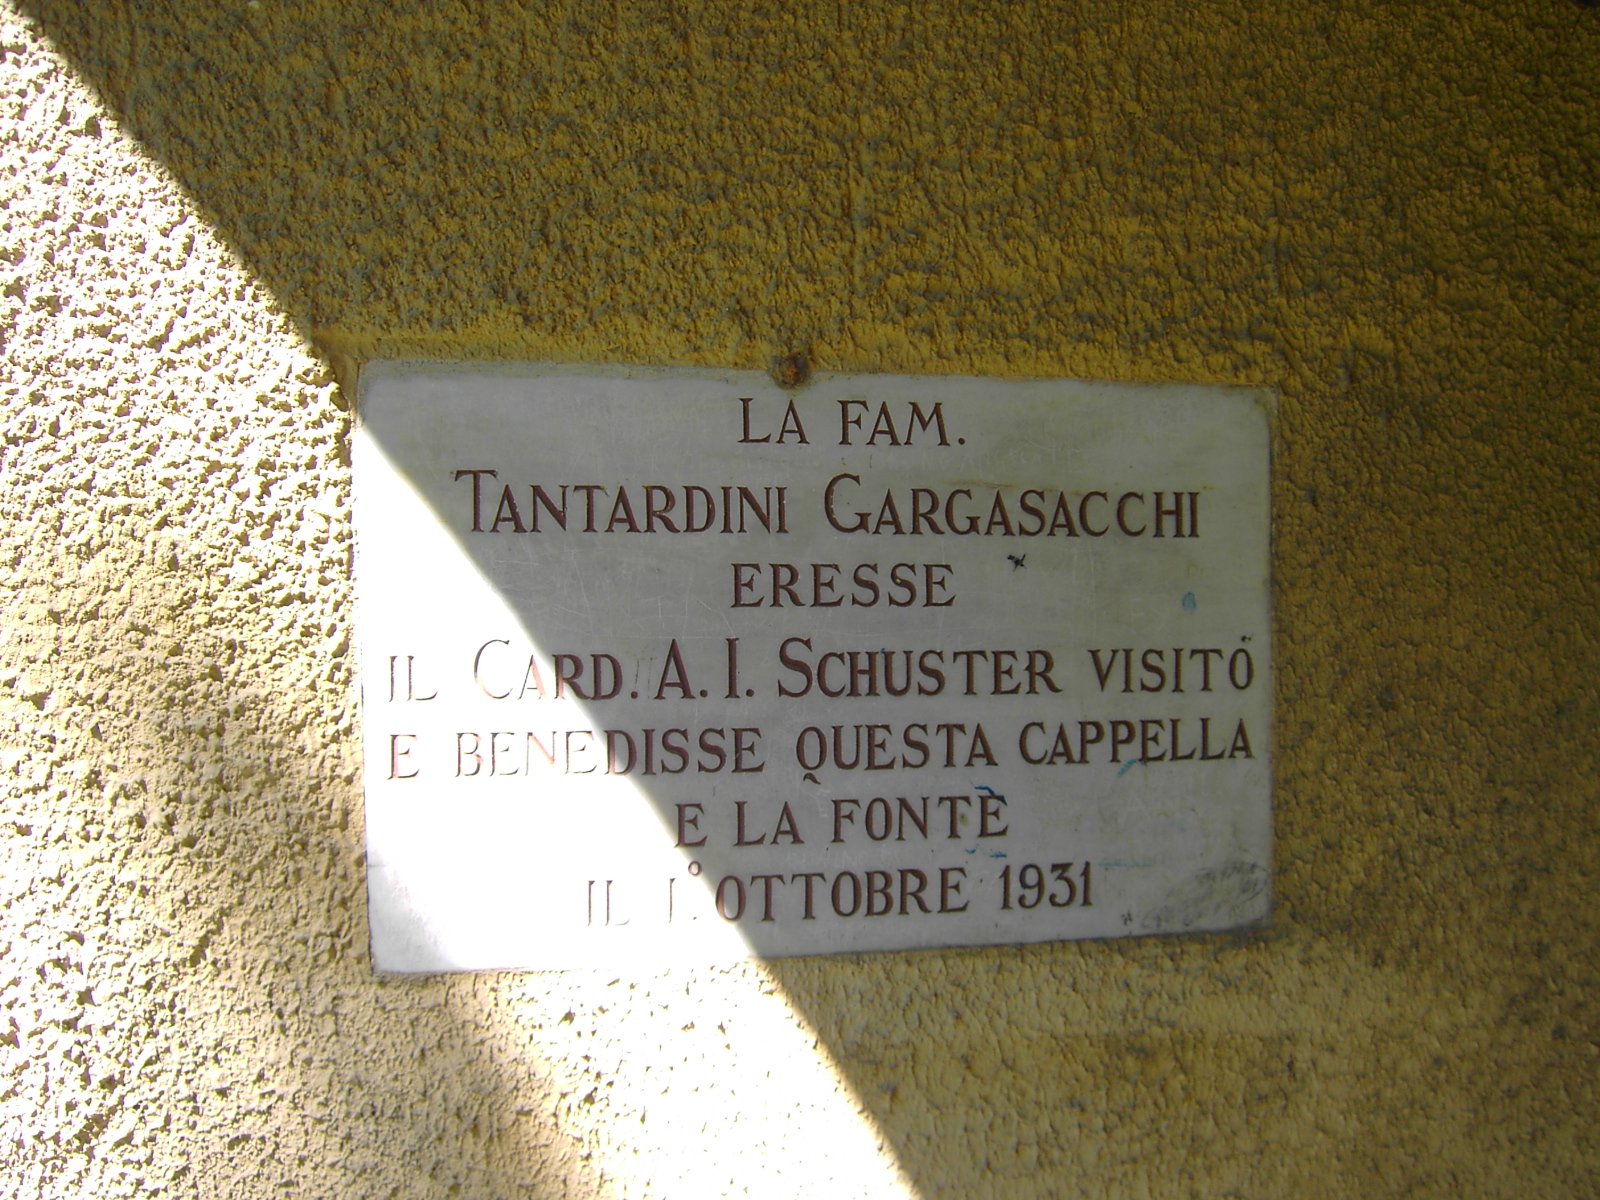 LA FAM.
TANTARDINI GARGASACCHI
ERESSE
IL CARD. A. I. SCHUSTER VISITÒ
E BENEDISSE QUESTA CAPPELLA
E LA FONTE
IL 1° OTTOBRE 1931